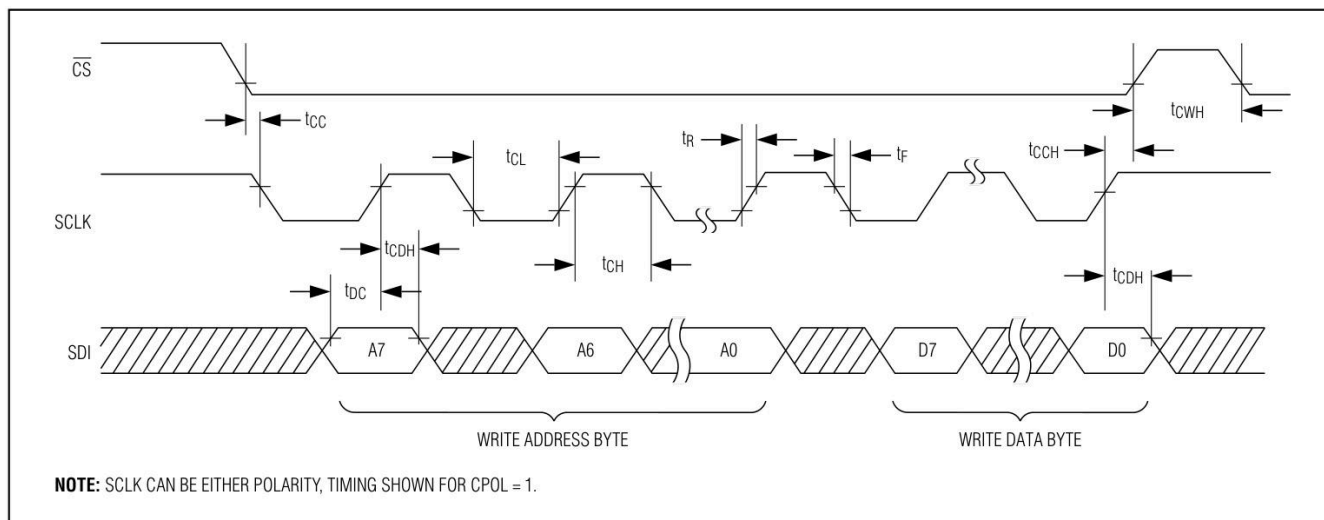 CS
tCC
tCWH
tCL
tR
tF
tCCH
SCLK
tCDH
tCH
tCDH
tDC
SDI
A7
A6
A0
D7
D0
WRITE ADDRESS BYTE
WRITE DATA BYTE
NOTE: SCLK CAN BE EITHER POLARITY, TIMING SHOWN FOR CPOL = 1.